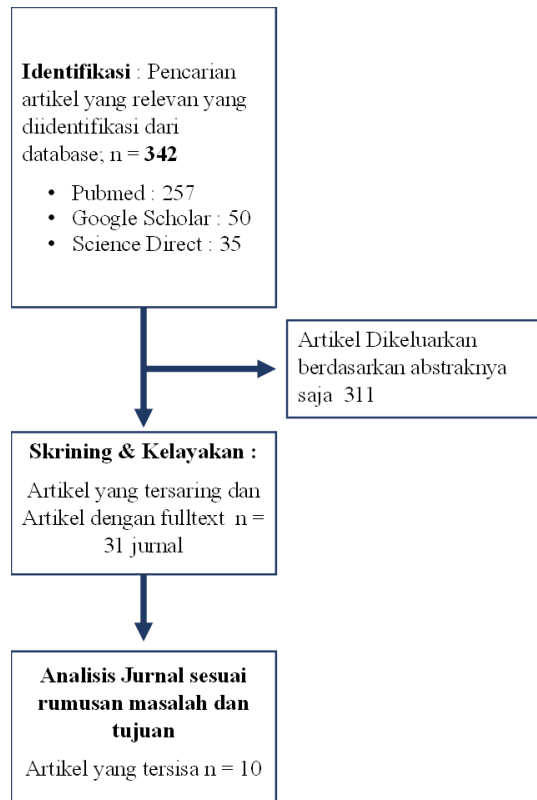 Identifikasi : Pencarian
artikel yang relevan yang
diidentifikasi dari
database; n = 342
• Pubmed : 257
• Google Scholar : 50
• Science Direct : 35
Artikel Dikeluarkan
berdasarkan abstraknya
saja 311
Skrining & Kelayakan :
Artikel yang tersaring dan
Artikel dengan fulltext n =
31 jurnal
Analisis Jurnal sesuai
rumusan masalah dan
tujuan
Artikel yang tersisa n = 10